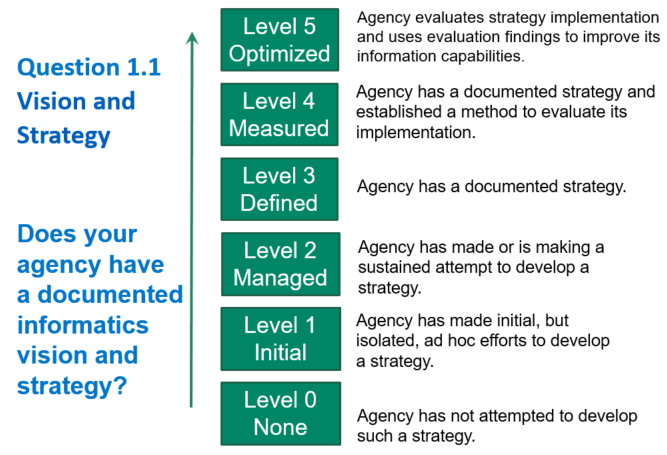 Question 1.1
Vision and
Strategy
Does your
agency have
a documented
informatics
vision and
strategy?
Level 5
Optimized
Agency evaluates strategy implementation
and uses evaluation findings to improve its
information capabilities.
Level 4
Measured
Agency has a documented strategy and
established a method to evaluate its
implementation.
Level 3
Defined
Agency has a documented strategy.
Level 2
Managed
Agency has made or is making a
sustained attempt to develop a
strategy.
Level 1
Initial
Agency has made initial, but
isolated, ad hoc efforts to develop
a strategy.
Level 0
None
Agency has not attempted to develop
such a strategy.